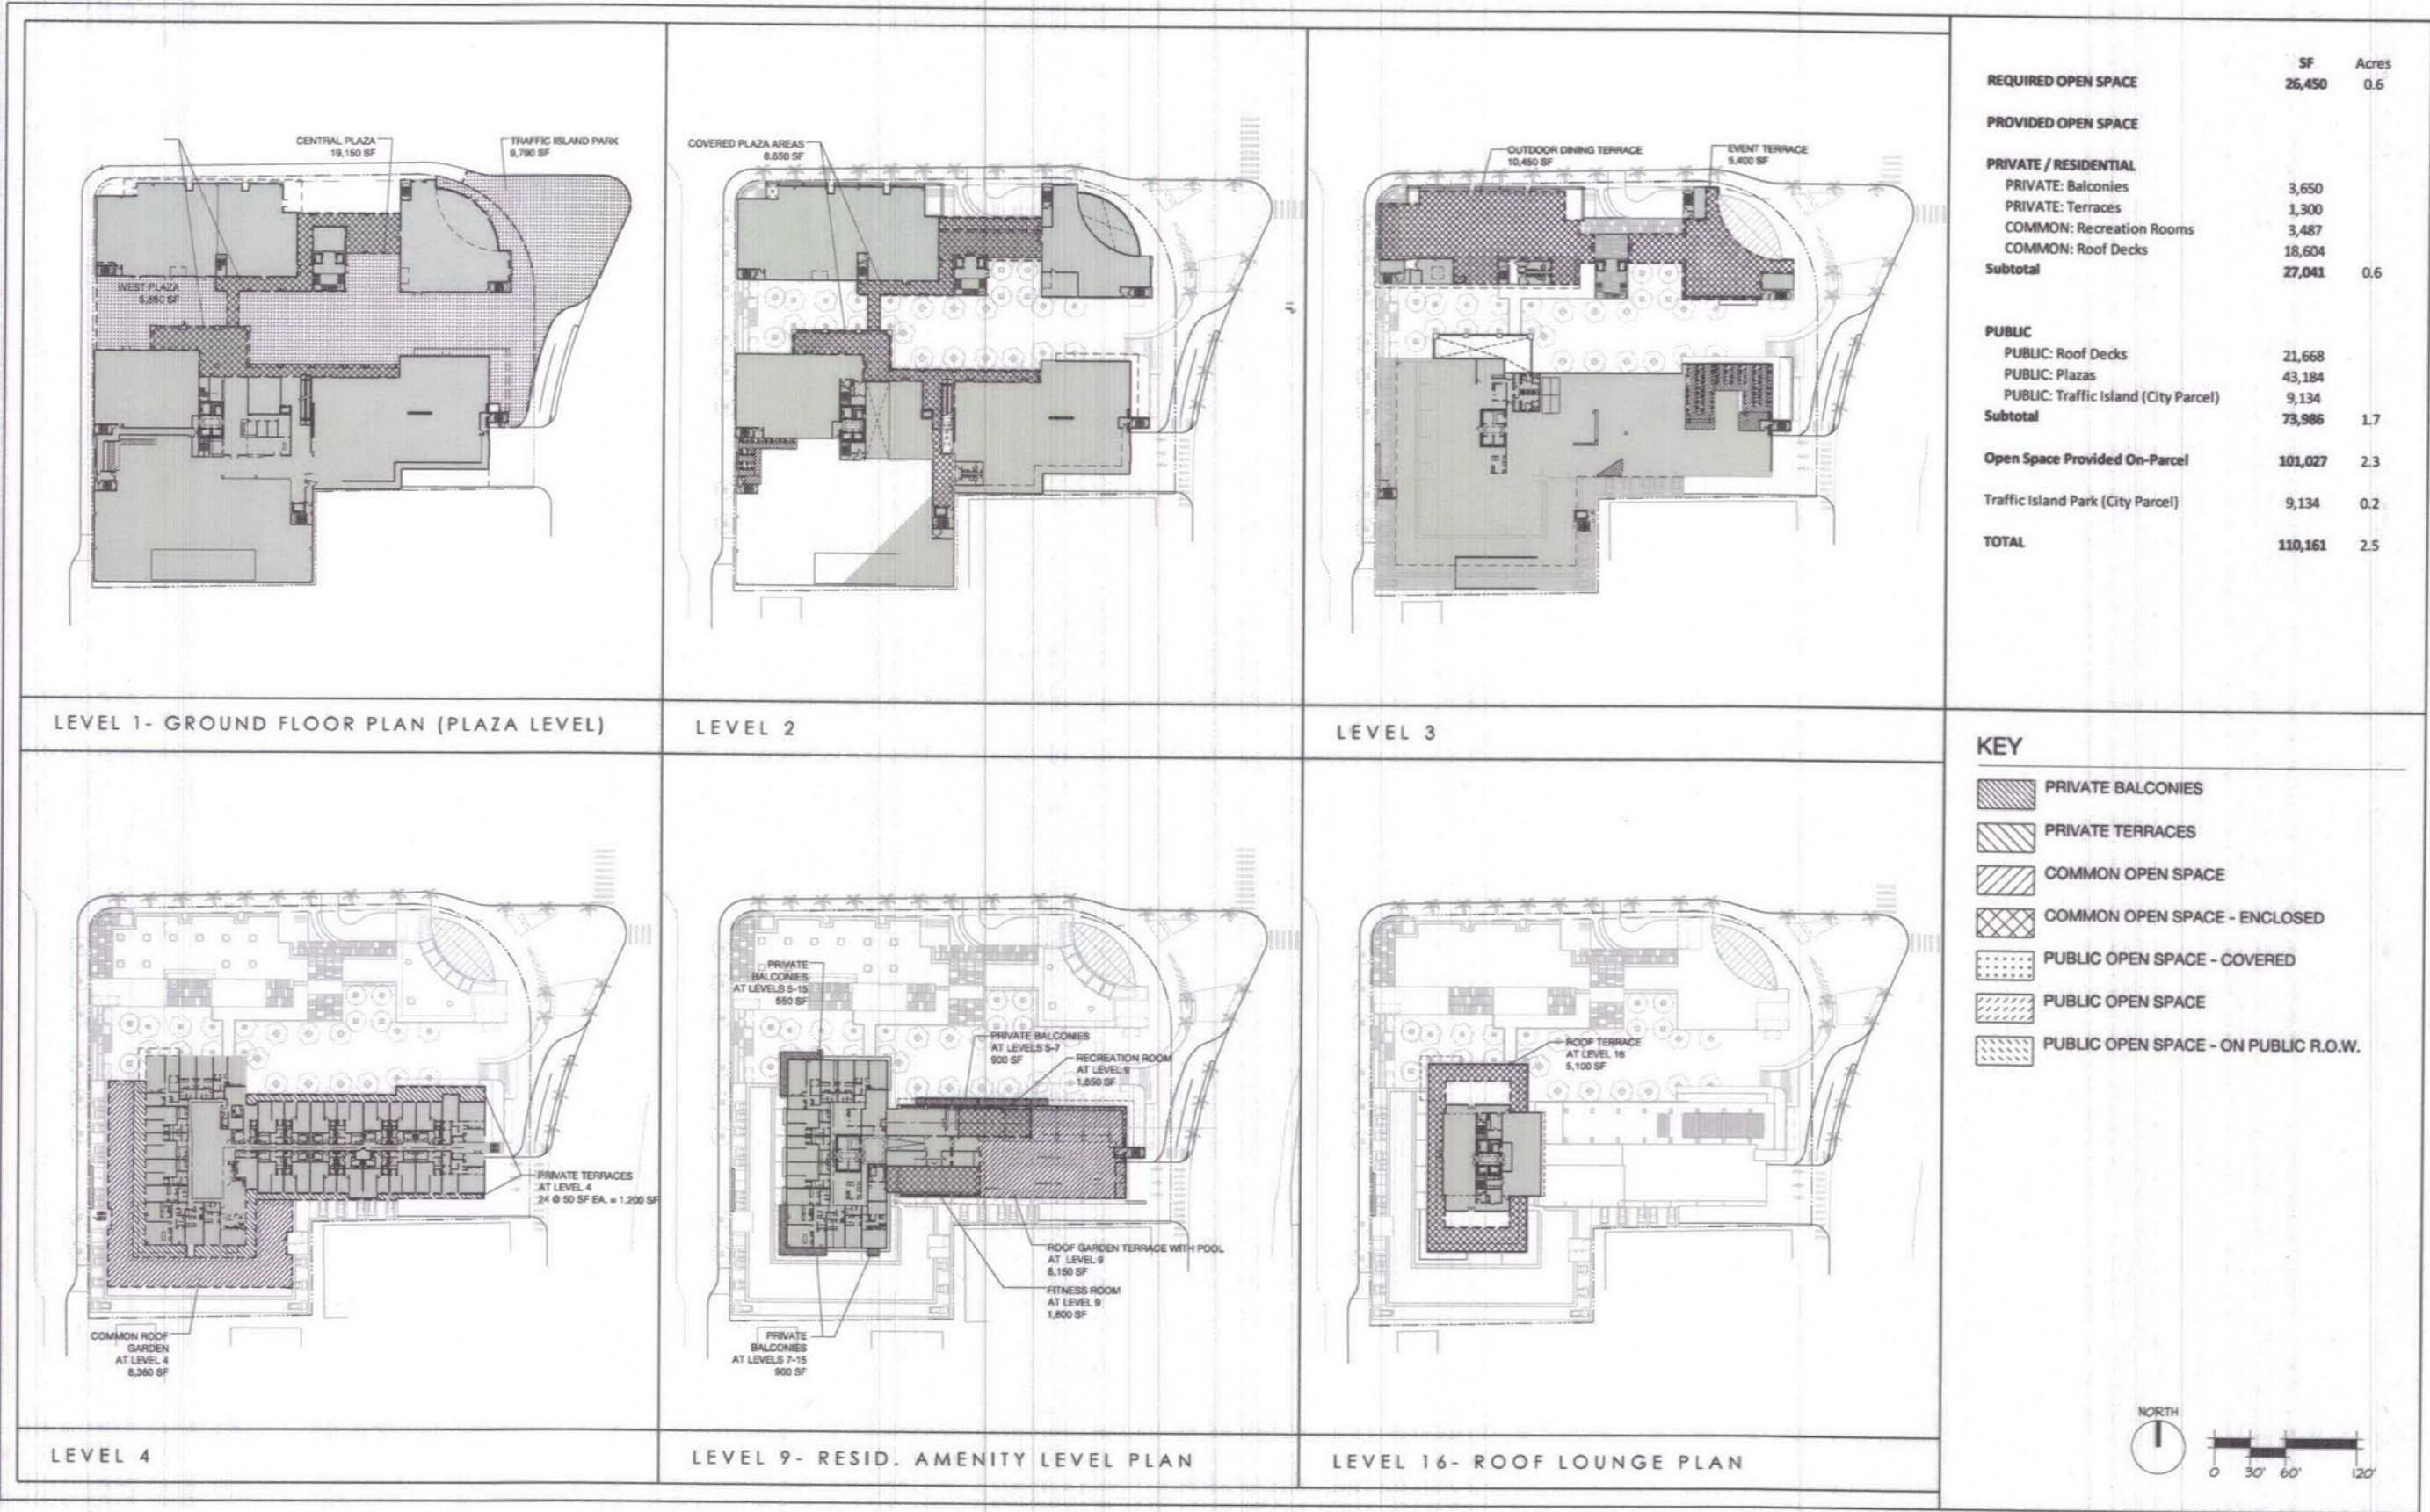 CENTRAL PLAZA
19,150 SF
TRAFFIC ISLAND PARK
9,790 SF
WEST PLAZA
5,550 SF
LEVEL 1- GROUND FLOOR PLAN (PLAZA LEVEL)
COVERED PLAZA AREAS
8,650 SF
LEVEL 2
OUTDOOR DINING TERRACE
10,450 SF
EVENT TERRACE
5,400 SF
LEVEL 3
SF Acres
REQUIRED OPEN SPACE 26,450 0.6
PROVIDED OPEN SPACE
PRIVATE / RESIDENTIAL
PRIVATE: Balconies 3,650
PRIVATE: Terraces 1,300
COMMON: Recreation Rooms 3,487
COMMON: Roof Decks 18,604
Subtotal 27,041 0.6
PUBLIC
PUBLIC: Roof Decks 21,668
PUBLIC: Plazas 43,184
PUBLIC: Traffic Island (City Parcel) 9,134
Subtotal 73,986 1.7
Open Space Provided On-Parcel 101,027 2.3
Traffic Island Park (City Parcel) 9,134 0.2
TOTAL 110,161 2.5
PRIVATE TERRACES
AT LEVEL 4
24 @ 50 SF EA. = 1,200 SF
COMMON ROOF
GARDEN
AT LEVEL 4
8,360 SF
LEVEL 4
PRIVATE
BALCONIES
AT LEVELS 5-15
550 SF
PRIVATE BALCONIES
AT LEVELS 5-7
900 SF
RECREATION ROOM
AT LEVEL 9
1,650 SF
ROOF GARDEN TERRACE WITH POOL
AT LEVEL 9
8,150 SF
FITNESS ROOM
AT LEVEL 9
1,800 SF
PRIVATE
BALCONIES
AT LEVELS 7-15
900 SF
LEVEL 9- RESID. AMENITY LEVEL PLAN
ROOF TERRACE
AT LEVEL 16
5,100 SF
LEVEL 16- ROOF LOUNGE PLAN
KEY
PRIVATE BALCONIES
PRIVATE TERRACES
COMMON OPEN SPACE
COMMON OPEN SPACE - ENCLOSED
PUBLIC OPEN SPACE - COVERED
PUBLIC OPEN SPACE
PUBLIC OPEN SPACE - ON PUBLIC R.O.W.
NORTH
0 30' 60' 120'